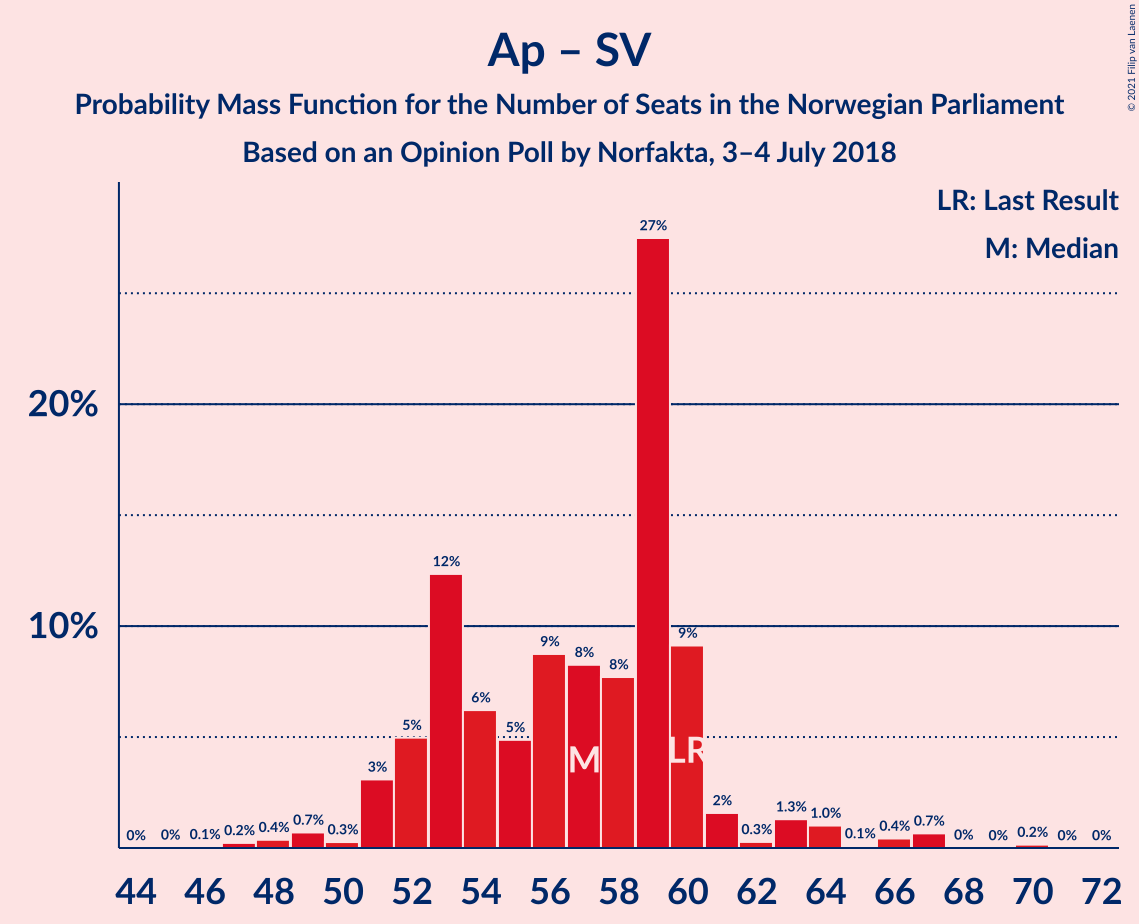 Ap – SV
Probability Mass Function for the Number of Seats in the Norwegian Parliament
Based on an Opinion Poll by Norfakta, 3–4 July 2018
© 2021 Filip van Laenen
LR: Last Result
M: Median
20%
10%
0% 0% 0.1% 0.2% 0.4% 0.7% 0.3% 3% 5% 12% 6% 5% 9% 8% 8% 27% 9% 2% 0.3% 1.3% 1.0% 0.1% 0.4% 0.7% 0% 0% 0.2% 0% 0%
M LR
44 46 48 50 52 54 56 58 60 62 64 66 68 70 72